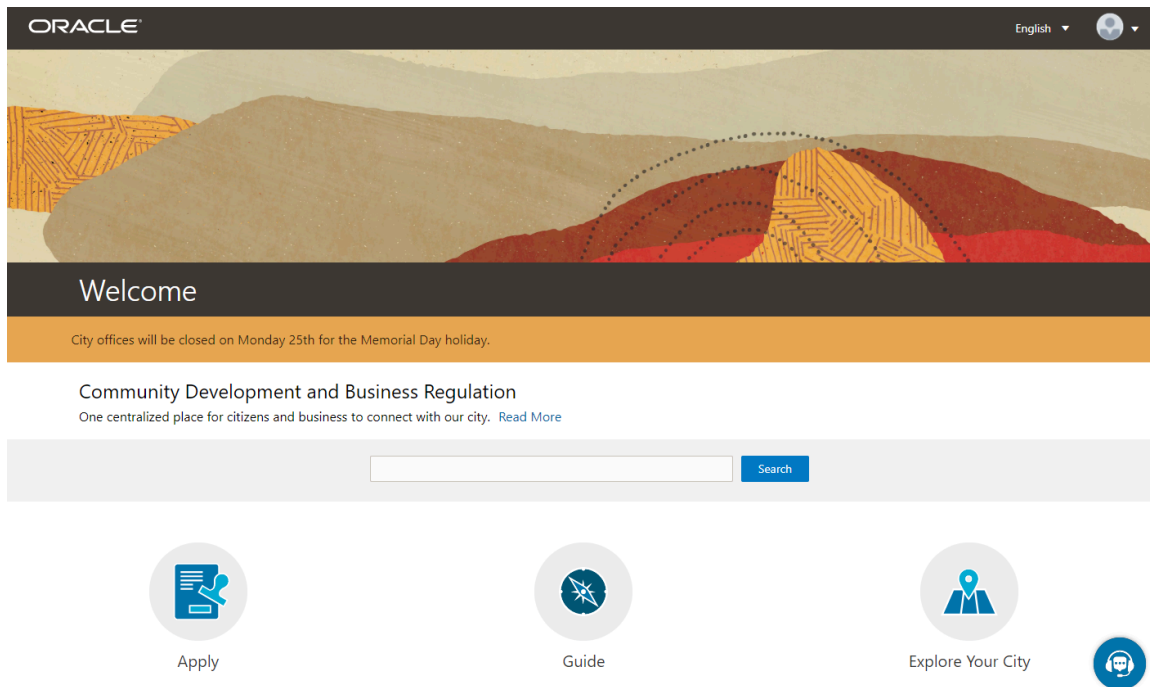 ORACLE
English
Welcome
City offices will be closed on Monday 25th for the Memorial Day holiday.
Community Development and Business Regulation
One centralized place for citizens and business to connect with our city. Read More
Search
Apply
Guide
Explore Your City